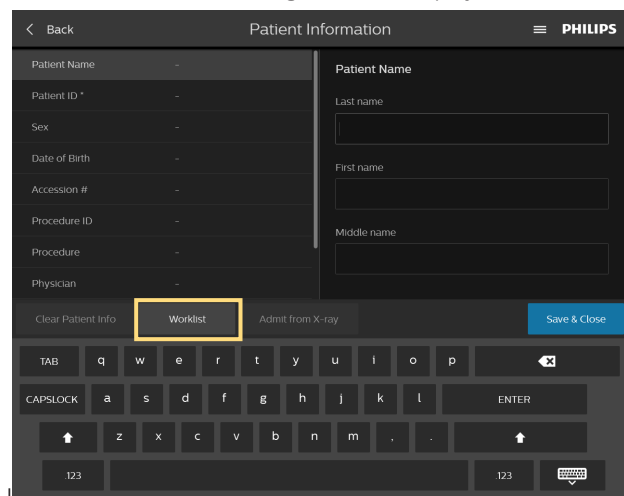 Back
Patient Information
PHILIPS
Patient Name -
Patient ID * -
Sex -
Date of Birth -
Accession # -
Procedure ID -
Procedure -
Physician -
Patient Name
Last name
First name
Middle name
Clear Patient Info
Worklist
Admit from X-ray
Save & Close
TAB q w e r t y u i o p
CAPSLOCK a s d f g h j k l ENTER
z x c v b n m , .
.123 .123